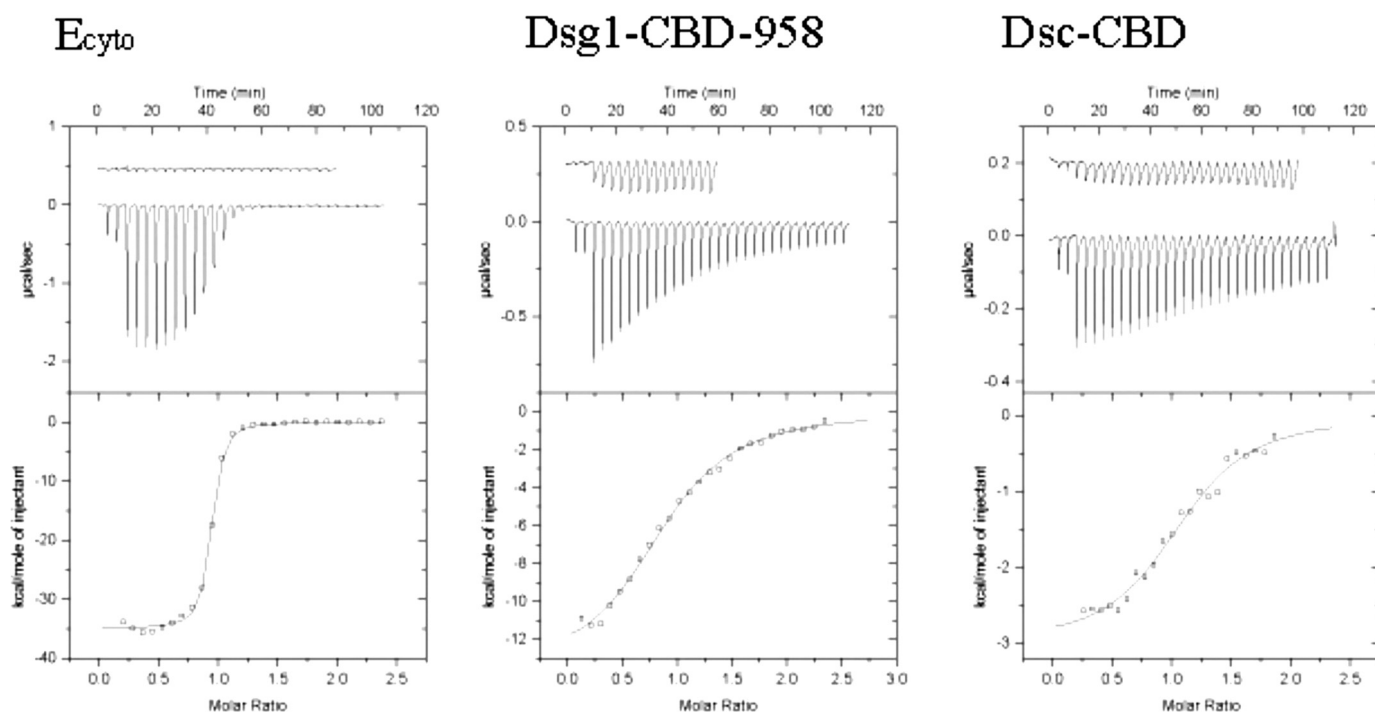 Ecyto Dsg1-CBD-958 Dsc-CBD
Time (min) Time (min) Time (min)
0 20 40 60 80 100 120 0 20 40 60 80 100 120 0 20 40 60 80 100 120
1 0.5 0.2
0 0.0 0.0
-1 -0.5 -0.2
-2 -0.4
µcal/sec µcal/sec µcal/sec
0 0 0
-10 -2 -1
-20 -4 -2
-30 -6 -3
-40 -8
-10
-12
kcal/mole of injectant kcal/mole of injectant kcal/mole of injectant
0.0 0.5 1.0 1.5 2.0 2.5 0.0 0.5 1.0 1.5 2.0 2.5 3.0 0.0 0.5 1.0 1.5 2.0 2.5
Molar Ratio Molar Ratio Molar Ratio